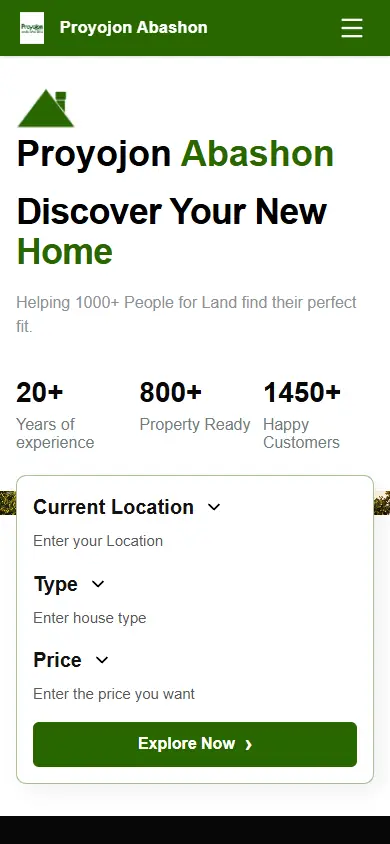 Proyojon
Proyojon Abashon
Proyojon Abashon
Discover Your New
Home
Helping 1000+ People for Land find their perfect
fit.
20+
800+
1450+
Years of
experience
Property Ready
Happy
Customers
Current Location
Enter your Location
Type
Enter house type
Price
Enter the price you want
Explore Now ›